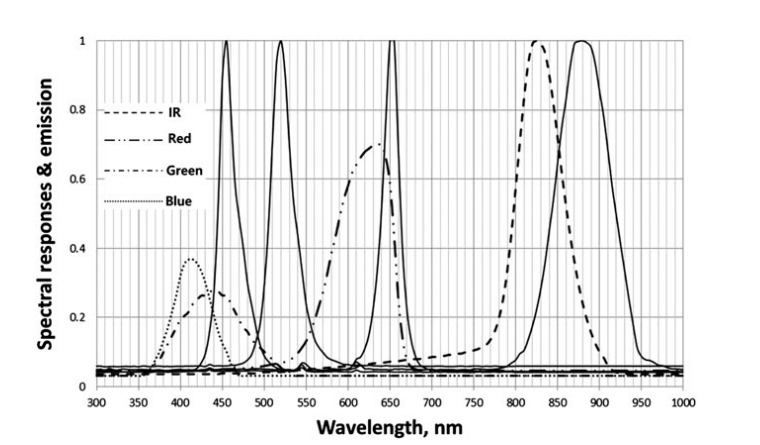 Spectral responses & emission
1
0.8
0.6
0.4
0.2
0
IR
Red
Green
Blue
300 350 400 450 500 550 600 650 700 750 800 850 900 950 1000
Wavelength, nm